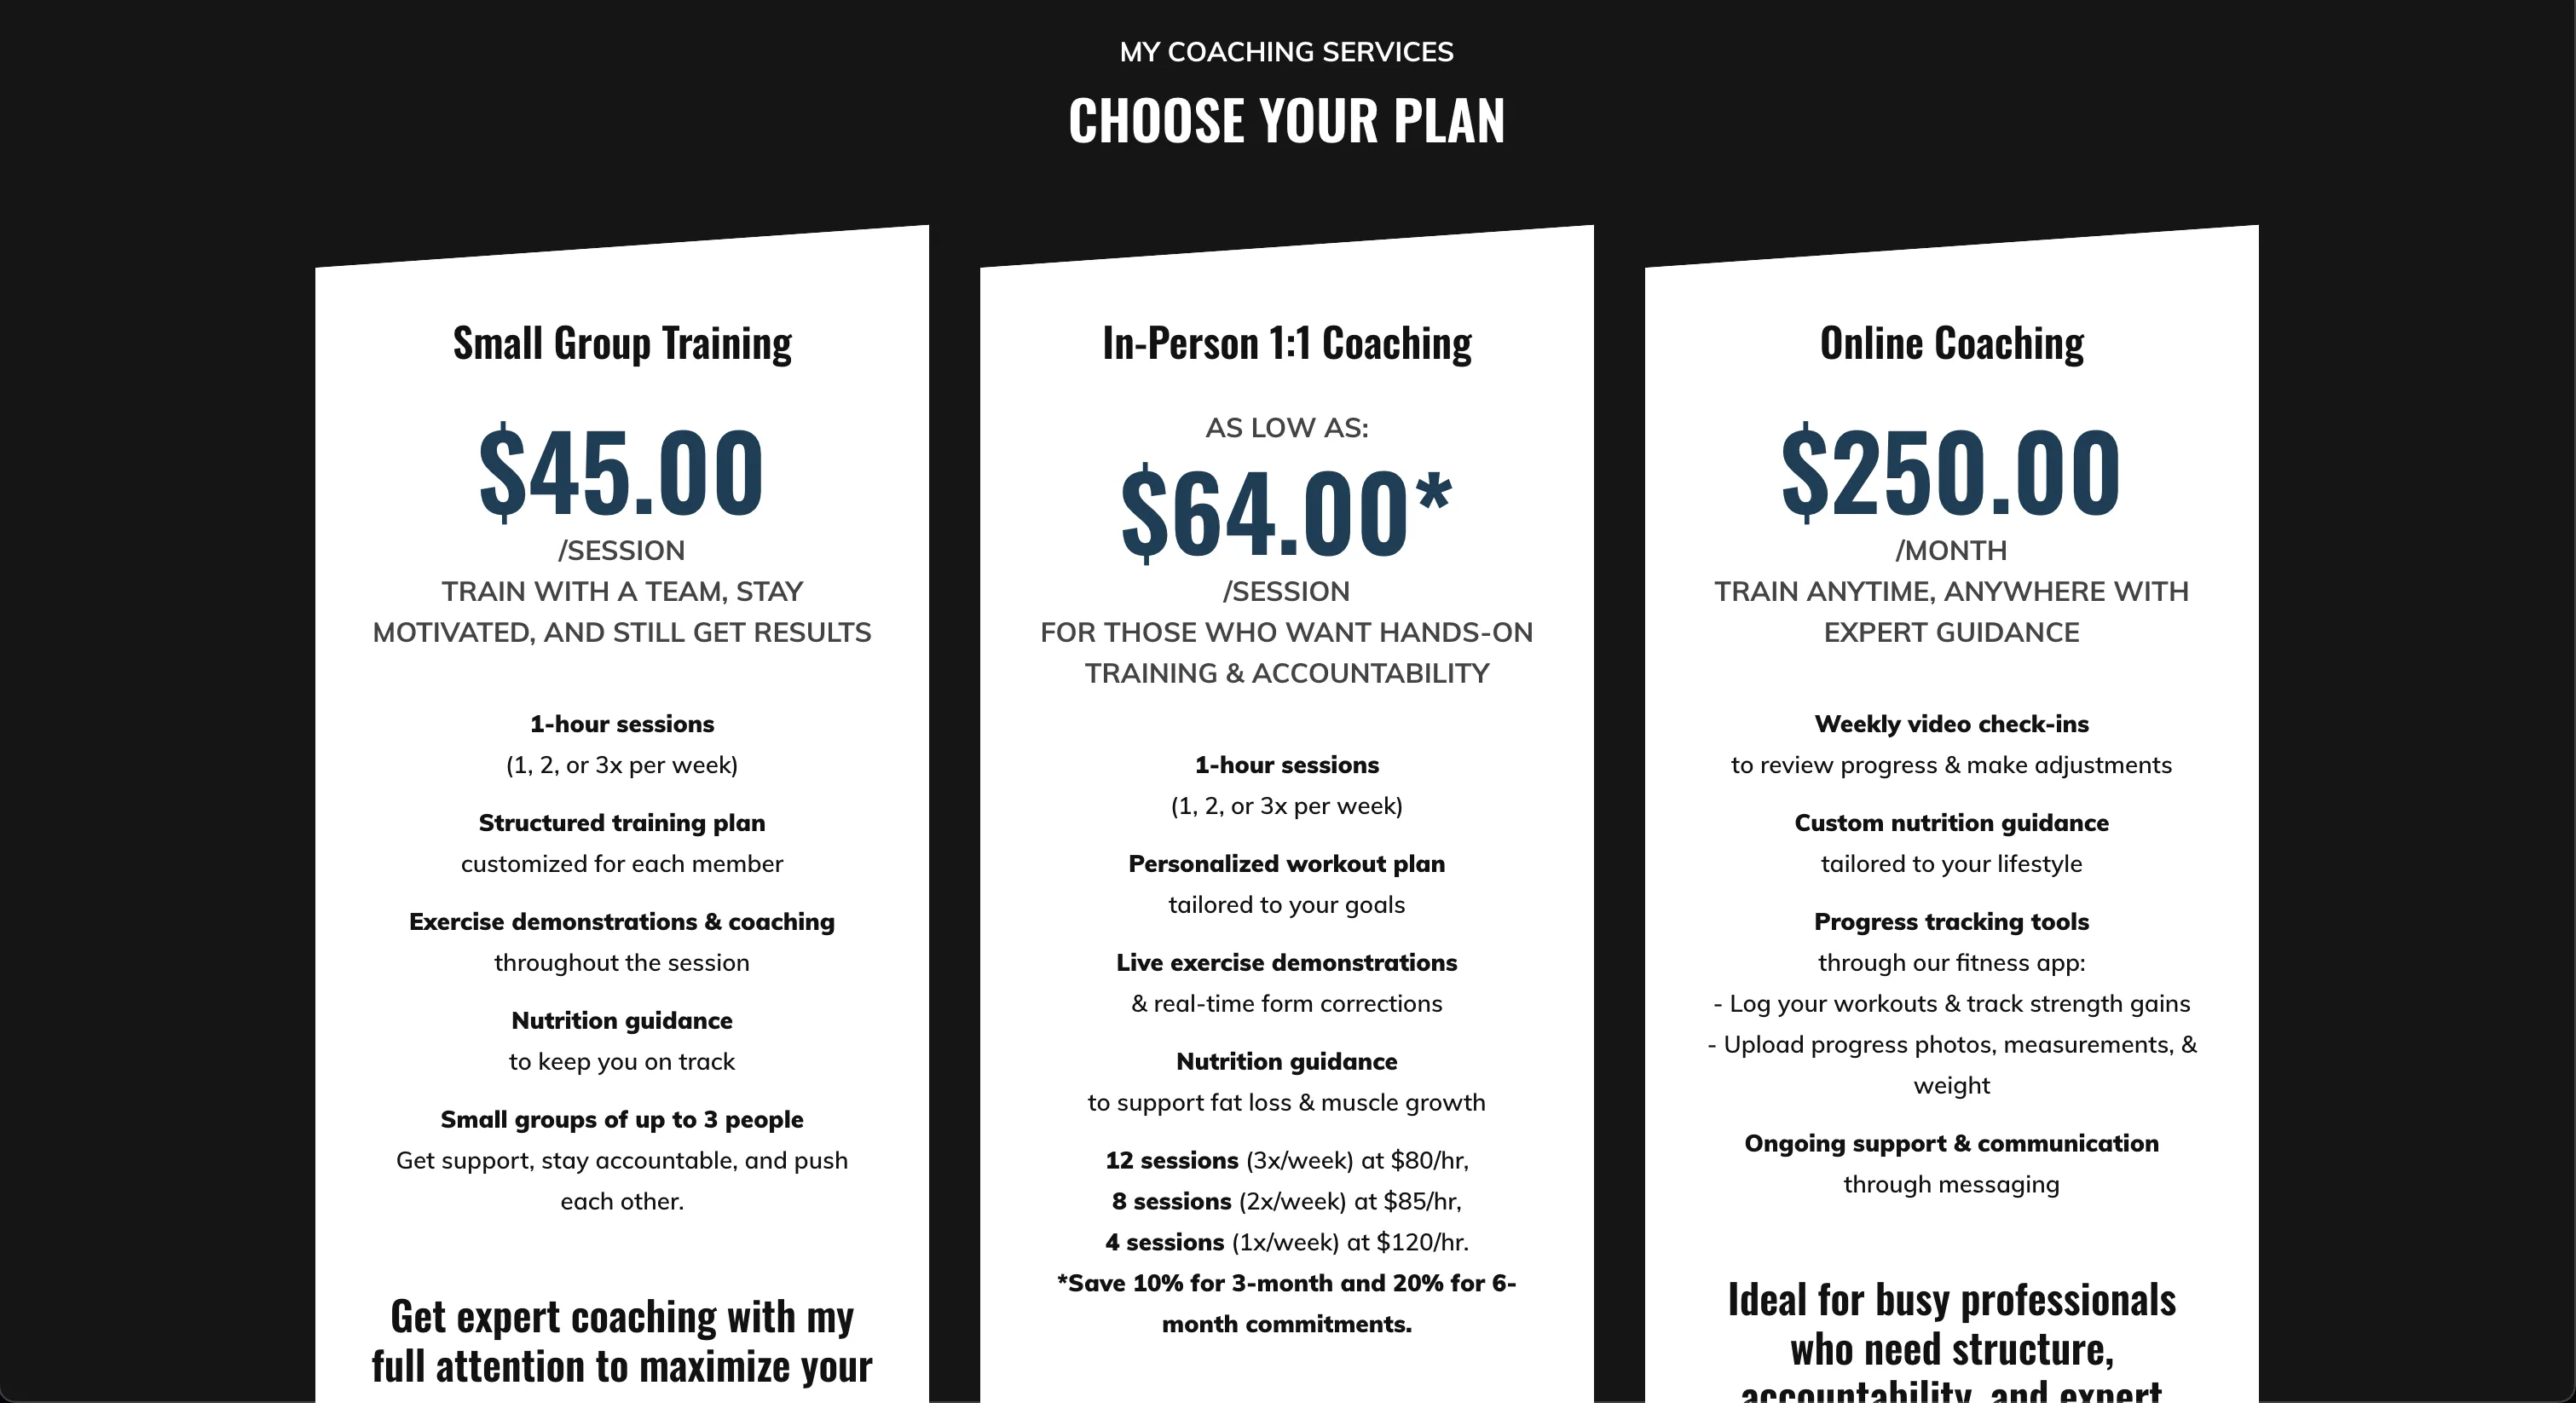 MY COACHING SERVICES
CHOOSE YOUR PLAN
Small Group Training
$45.00
/SESSION
TRAIN WITH A TEAM, STAY
MOTIVATED, AND STILL GET RESULTS
1-hour sessions
(1, 2, or 3x per week)
Structured training plan
customized for each member
Exercise demonstrations & coaching
throughout the session
Nutrition guidance
to keep you on track
Small groups of up to 3 people
Get support, stay accountable, and push
each other.
Get expert coaching with my
full attention to maximize your
In-Person 1:1 Coaching
AS LOW AS:
$64.00*
/SESSION
FOR THOSE WHO WANT HANDS-ON
TRAINING & ACCOUNTABILITY
1-hour sessions
(1, 2, or 3x per week)
Personalized workout plan
tailored to your goals
Live exercise demonstrations
& real-time form corrections
Nutrition guidance
to support fat loss & muscle growth
12 sessions (3x/week) at $80/hr,
8 sessions (2x/week) at $85/hr,
4 sessions (1x/week) at $120/hr.
*Save 10% for 3-month and 20% for 6-
month commitments.
Online Coaching
$250.00
/MONTH
TRAIN ANYTIME, ANYWHERE WITH
EXPERT GUIDANCE
Weekly video check-ins
to review progress & make adjustments
Custom nutrition guidance
tailored to your lifestyle
Progress tracking tools
through our fitness app:
- Log your workouts & track strength gains
- Upload progress photos, measurements, &
weight
Ongoing support & communication
through messaging
Ideal for busy professionals
who need structure,
accountability, and expert